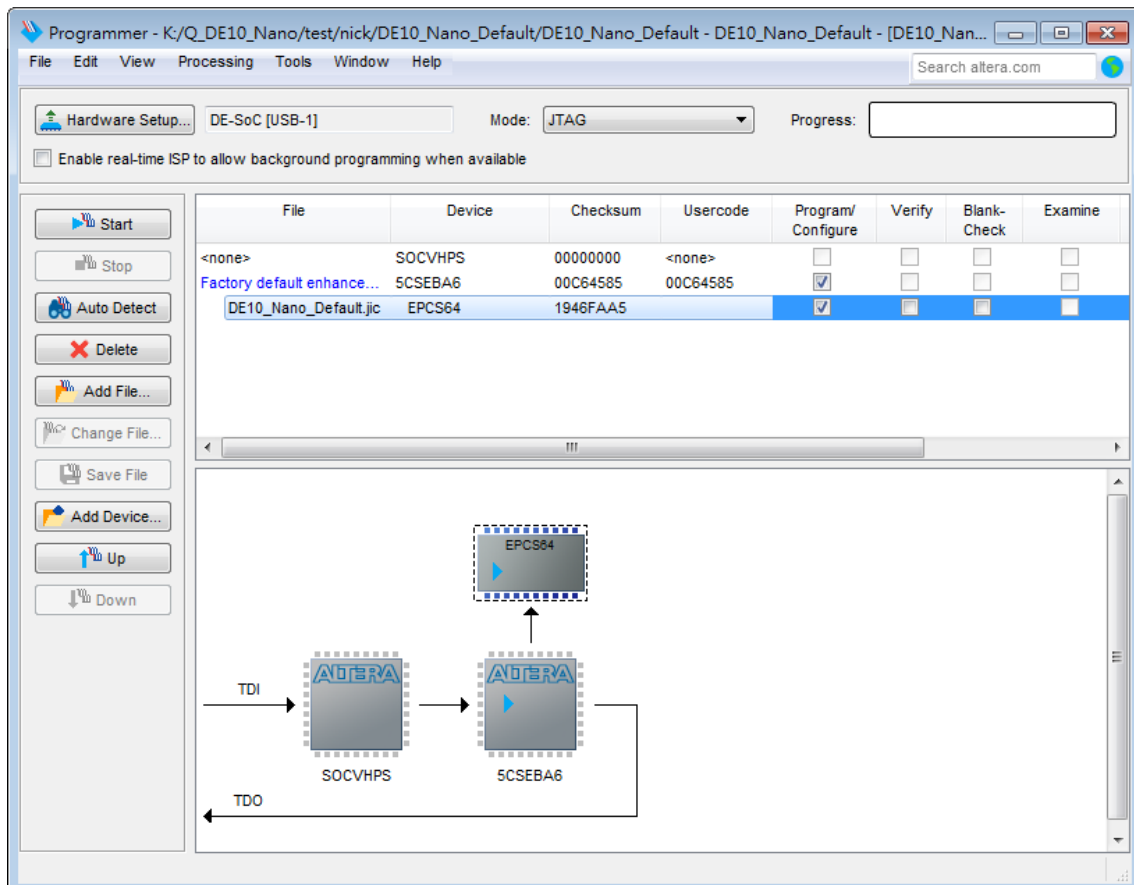 Programmer - K:/Q_DE10_Nano/test/nick/DE10_Nano_Default/DE10_Nano_Default - DE10_Nano_Default - [DE10_Nan...
File Edit View Processing Tools Window Help
Search altera.com
Hardware Setup... DE-SoC [USB-1] Mode: JTAG Progress:
Enable real-time ISP to allow background programming when available
Start
Stop
Auto Detect
Delete
Add File...
Change File...
Save File
Add Device...
Up
Down
File Device Checksum Usercode Program/ Configure Verify Blank- Check Examine
<none> SOCVHPS 00000000 <none>
Factory default enhance... 5CSEBA6 00C64585 00C64585
DE10_Nano_Default.jic EPCS64 1946FAA5
EPCS64
ALTERA ALTERA
TDI
SOCVHPS 5CSEBA6
TDO